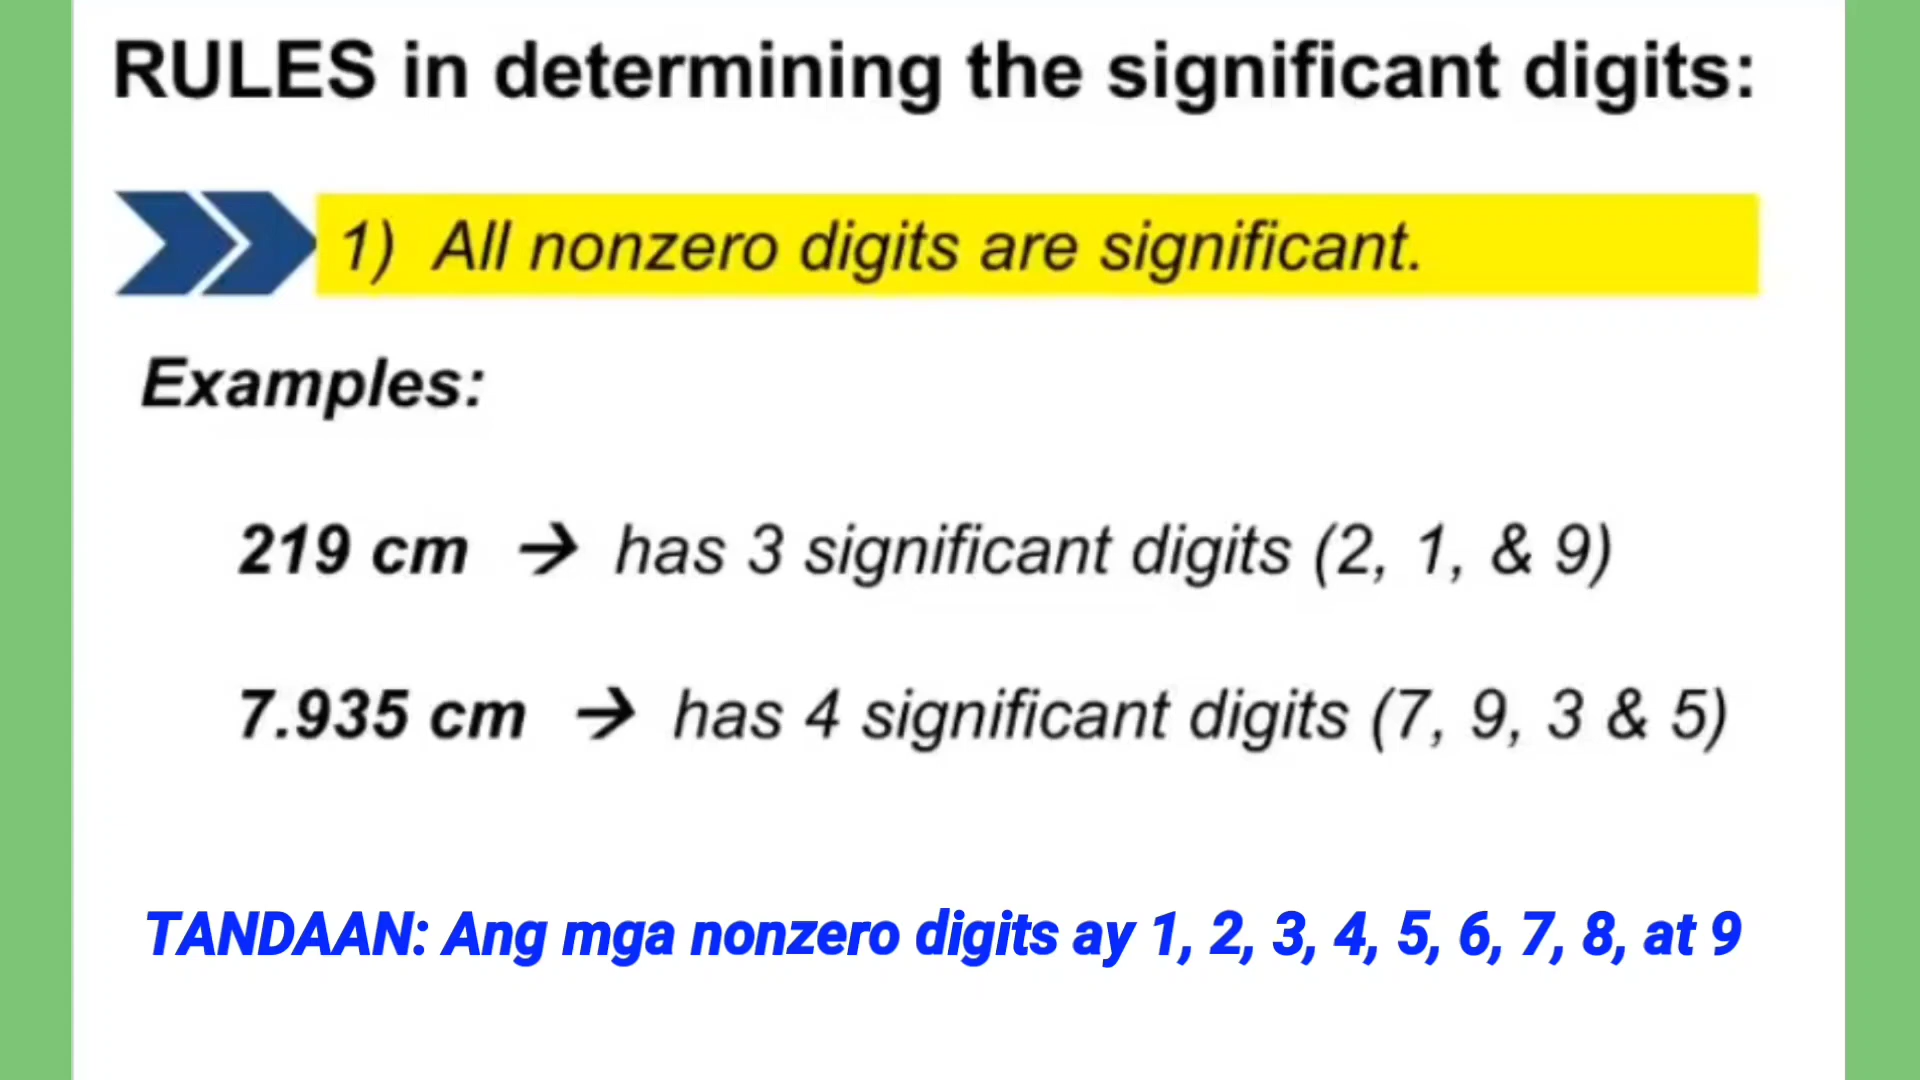 RULES in determining the significant digits:
1) All nonzero digits are significant.
Examples:
219 cm → has 3 significant digits (2, 1, & 9)
7.935 cm → has 4 significant digits (7, 9, 3 & 5)
TANDAAN: Ang mga nonzero digits ay 1, 2, 3, 4, 5, 6, 7, 8, at 9